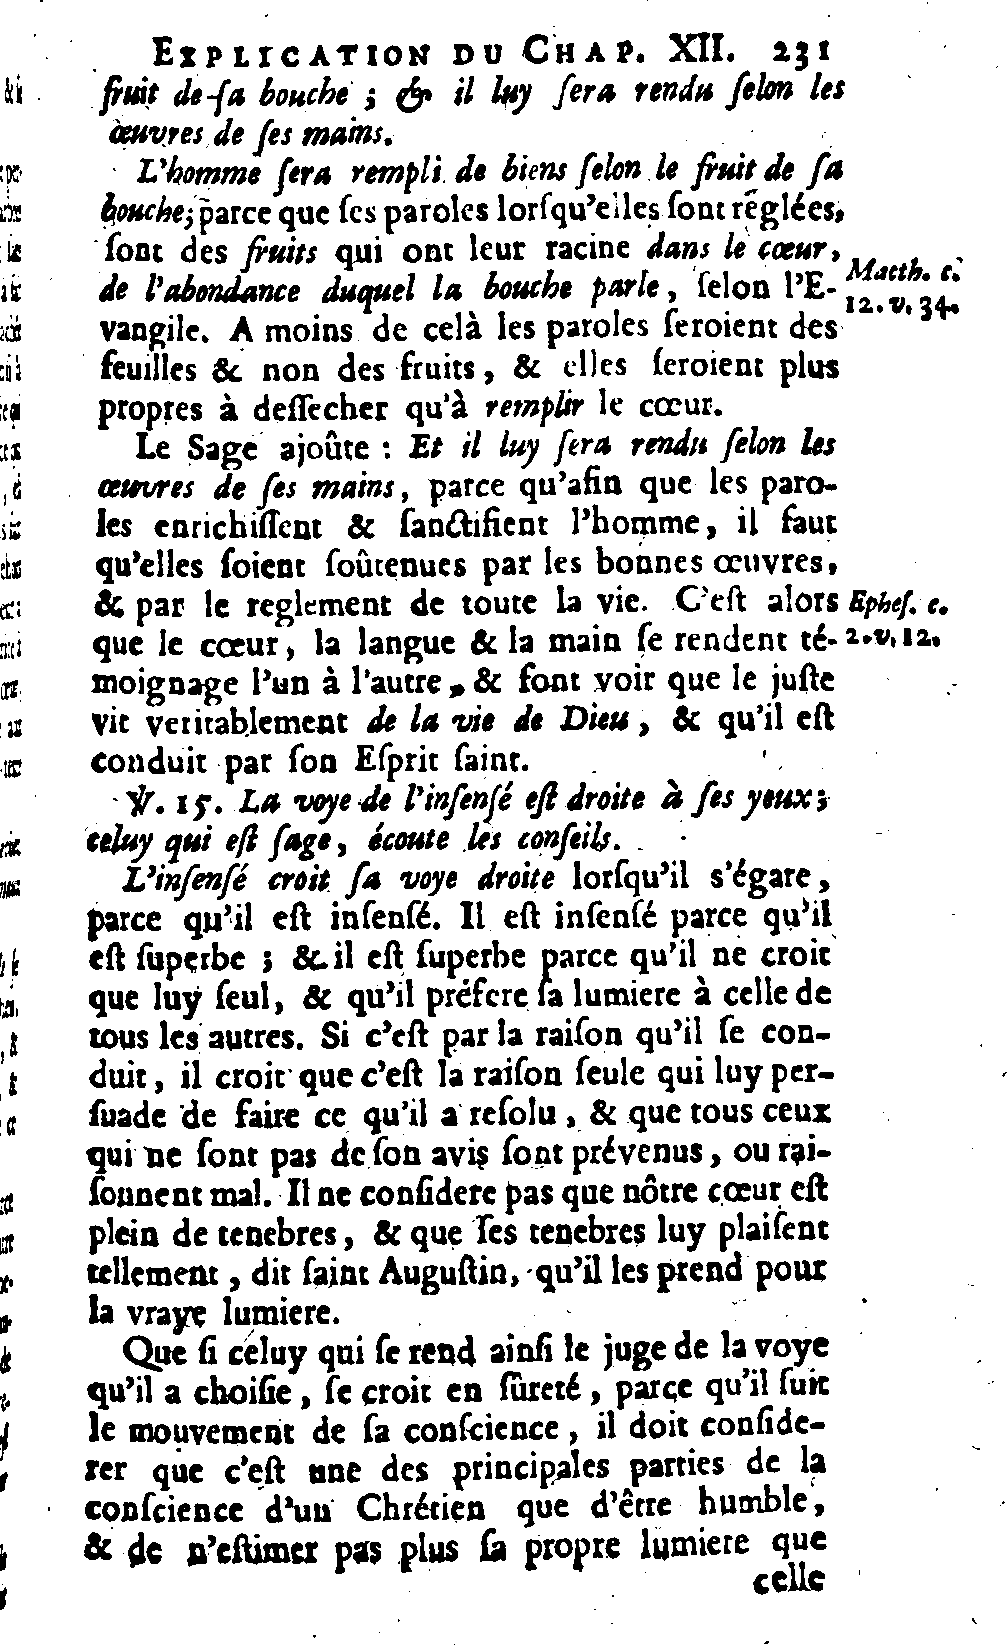 EXPLICATION DU CHAP. XII. 231
fruit de ſa bouche ; & il luy ſera rendu ſelon les
œuvres de ſes mains.
L'homme ſera rempli de biens ſelon le fruit de ſa
bouche, parce que ſes paroles lorſqu'elles ſont réglées,
ſont des fruits qui ont leur racine dans le cœur,
de l'abondance duquel la bouche parle, ſelon l'E-
Matth. c.
12. v. 34.
vangile. A moins de celà les paroles ſeroient des
feuilles & non des fruits, & elles ſeroient plus
propres à deſſecher qu'à remplir le cœur.
Le Sage ajoûte : Et il luy ſera rendu ſelon les
œuvres de ſes mains, parce qu'afin que les paro-
les enrichiſſent & ſanctifient l'homme, il faut
qu'elles ſoient ſoûtenues par les bonnes œuvres,
& par le reglement de toute la vie. C'eſt alors
Epheſ. c.
2. v. 12.
que le cœur, la langue & la main ſe rendent té-
moignage l'un à l'autre, & font voir que le juſte
vit veritablement de la vie de Dieu, & qu'il eſt
conduit par ſon Eſprit ſaint.
℣. 15. La voye de l'inſenſé eſt droite à ſes yeux ;
celuy qui eſt ſage, écoute les conſeils.
L'inſenſé croit ſa voye droite lorſqu'il s'égare,
parce qu'il eſt inſenſé. Il eſt inſenſé parce qu'il
eſt ſuperbe ; & il eſt ſuperbe parce qu'il ne croit
que luy ſeul, & qu'il préfere ſa lumiere à celle de
tous les autres. Si c'eſt par la raiſon qu'il ſe con-
duit, il croit que c'eſt la raiſon ſeule qui luy per-
ſuade de faire ce qu'il a reſolu, & que tous ceux
qui ne ſont pas de ſon avis ſont prévenus, ou rai-
ſonnent mal. Il ne conſidere pas que nôtre cœur eſt
plein de tenebres, & que ſes tenebres luy plaiſent
tellement, dit ſaint Auguſtin, qu'il les prend pour
la vraye lumiere.
Que ſi celuy qui ſe rend ainſi le juge de la voye
qu'il a choiſie, ſe croit en ſûreté, parce qu'il ſuit
le mouvement de ſa conſcience, il doit conſide-
rer que c'eſt une des principales parties de la
conſcience d'un Chrétien que d'être humble,
& de n'eſtimer pas plus ſa propre lumiere que
celle